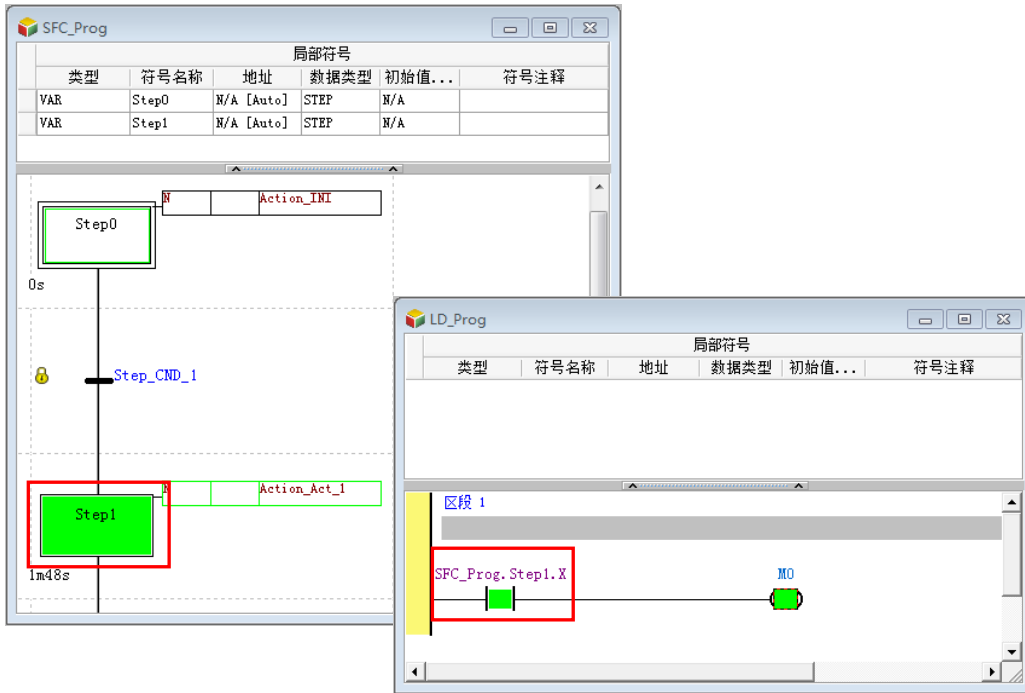 SFC_Prog
局部符号
类型 符号名称 地址 数据类型 初始值... 符号注释
VAR Step0 N/A [Auto] STEP N/A
VAR Step1 N/A [Auto] STEP N/A
N Action_INI
Step0
0s
Step_CND_1
N Action_Act_1
Step1
1m48s
LD_Prog
局部符号
类型 符号名称 地址 数据类型 初始值... 符号注释
区段 1
SFC_Prog.Step1.X M0